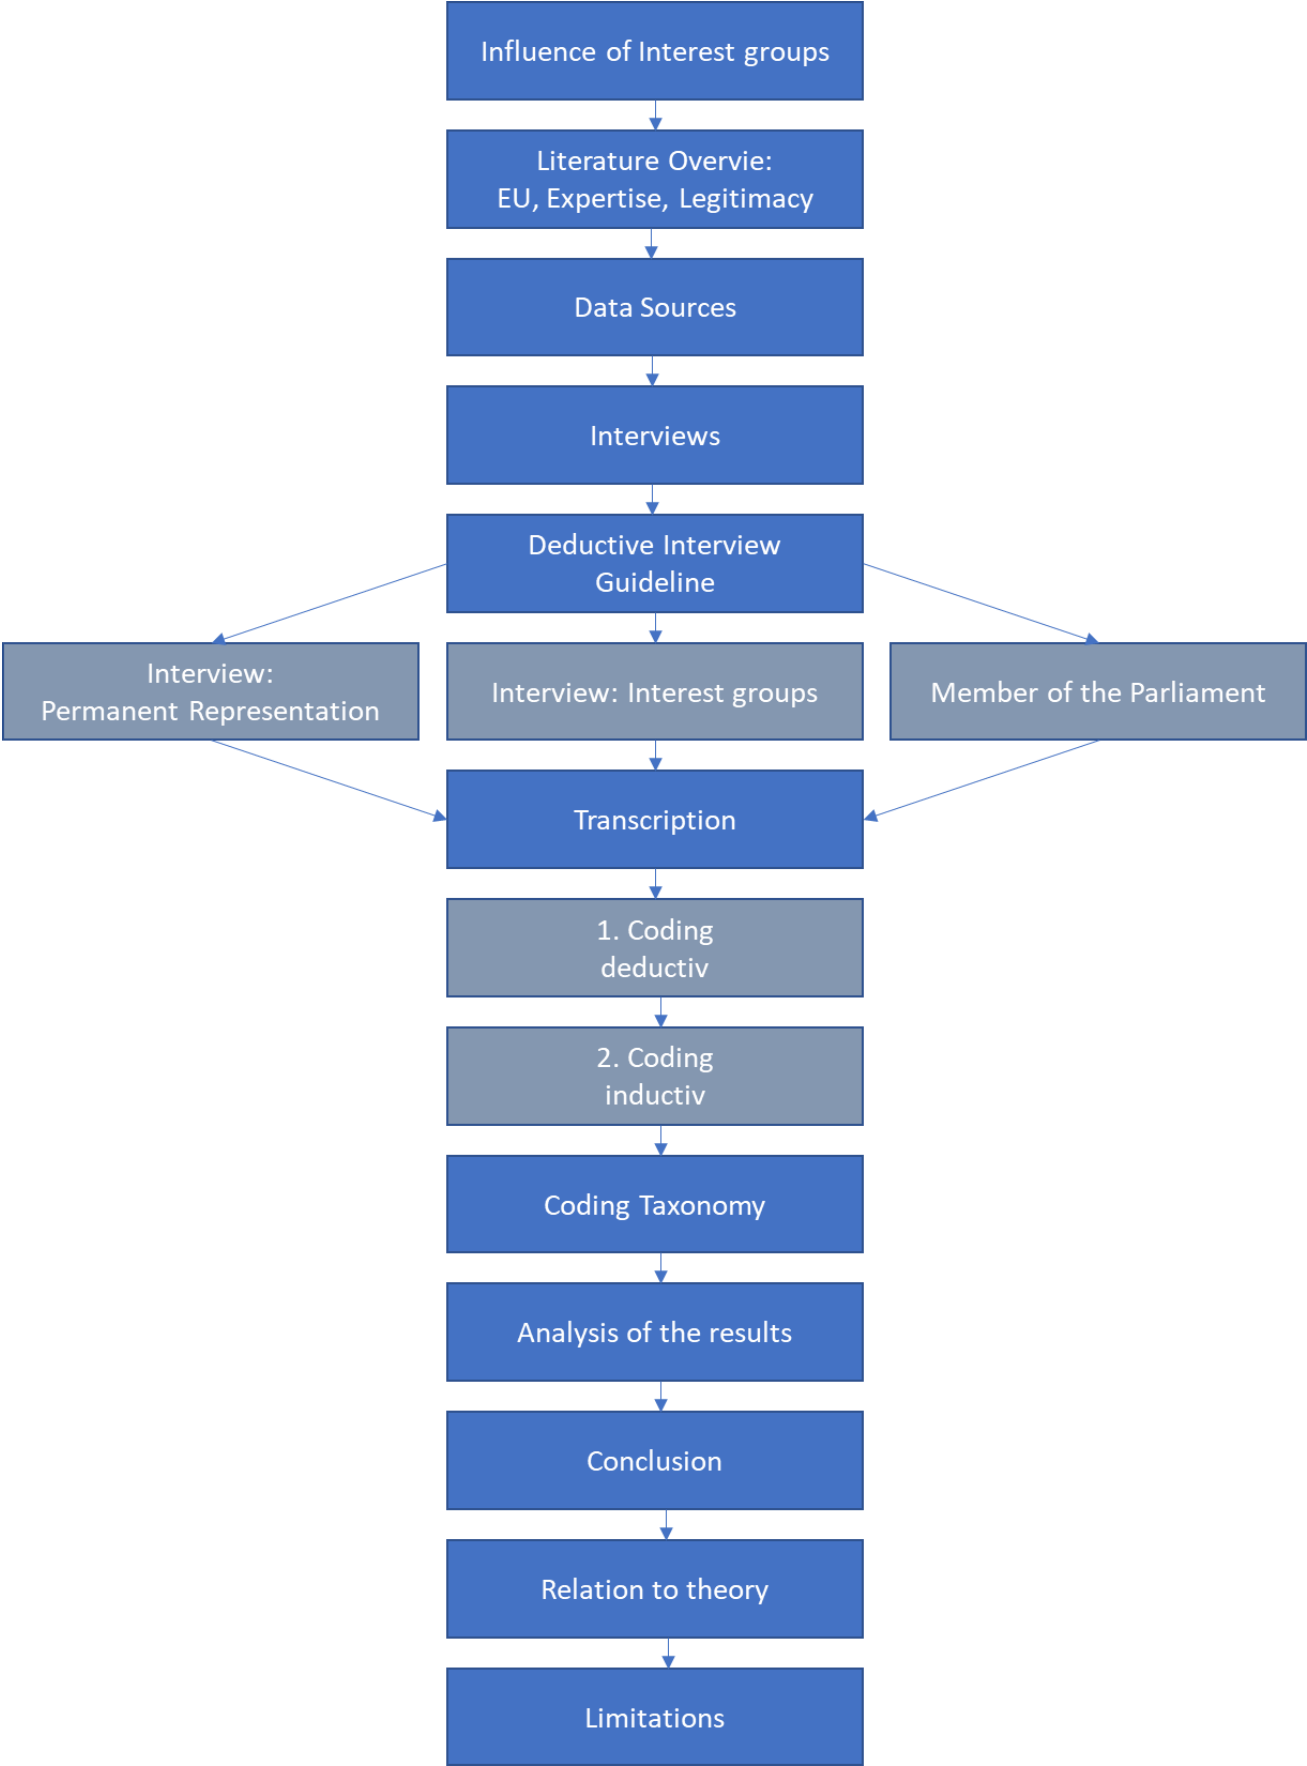 Influence of Interest groups
Literature Overvie:
EU, Expertise, Legitimacy
Data Sources
Interviews
Deductive Interview
Guideline
Interview:
Permanent Representation
Interview: Interest groups
Member of the Parliament
Transcription
1. Coding
deductiv
2. Coding
inductiv
Coding Taxonomy
Analysis of the results
Conclusion
Relation to theory
Limitations